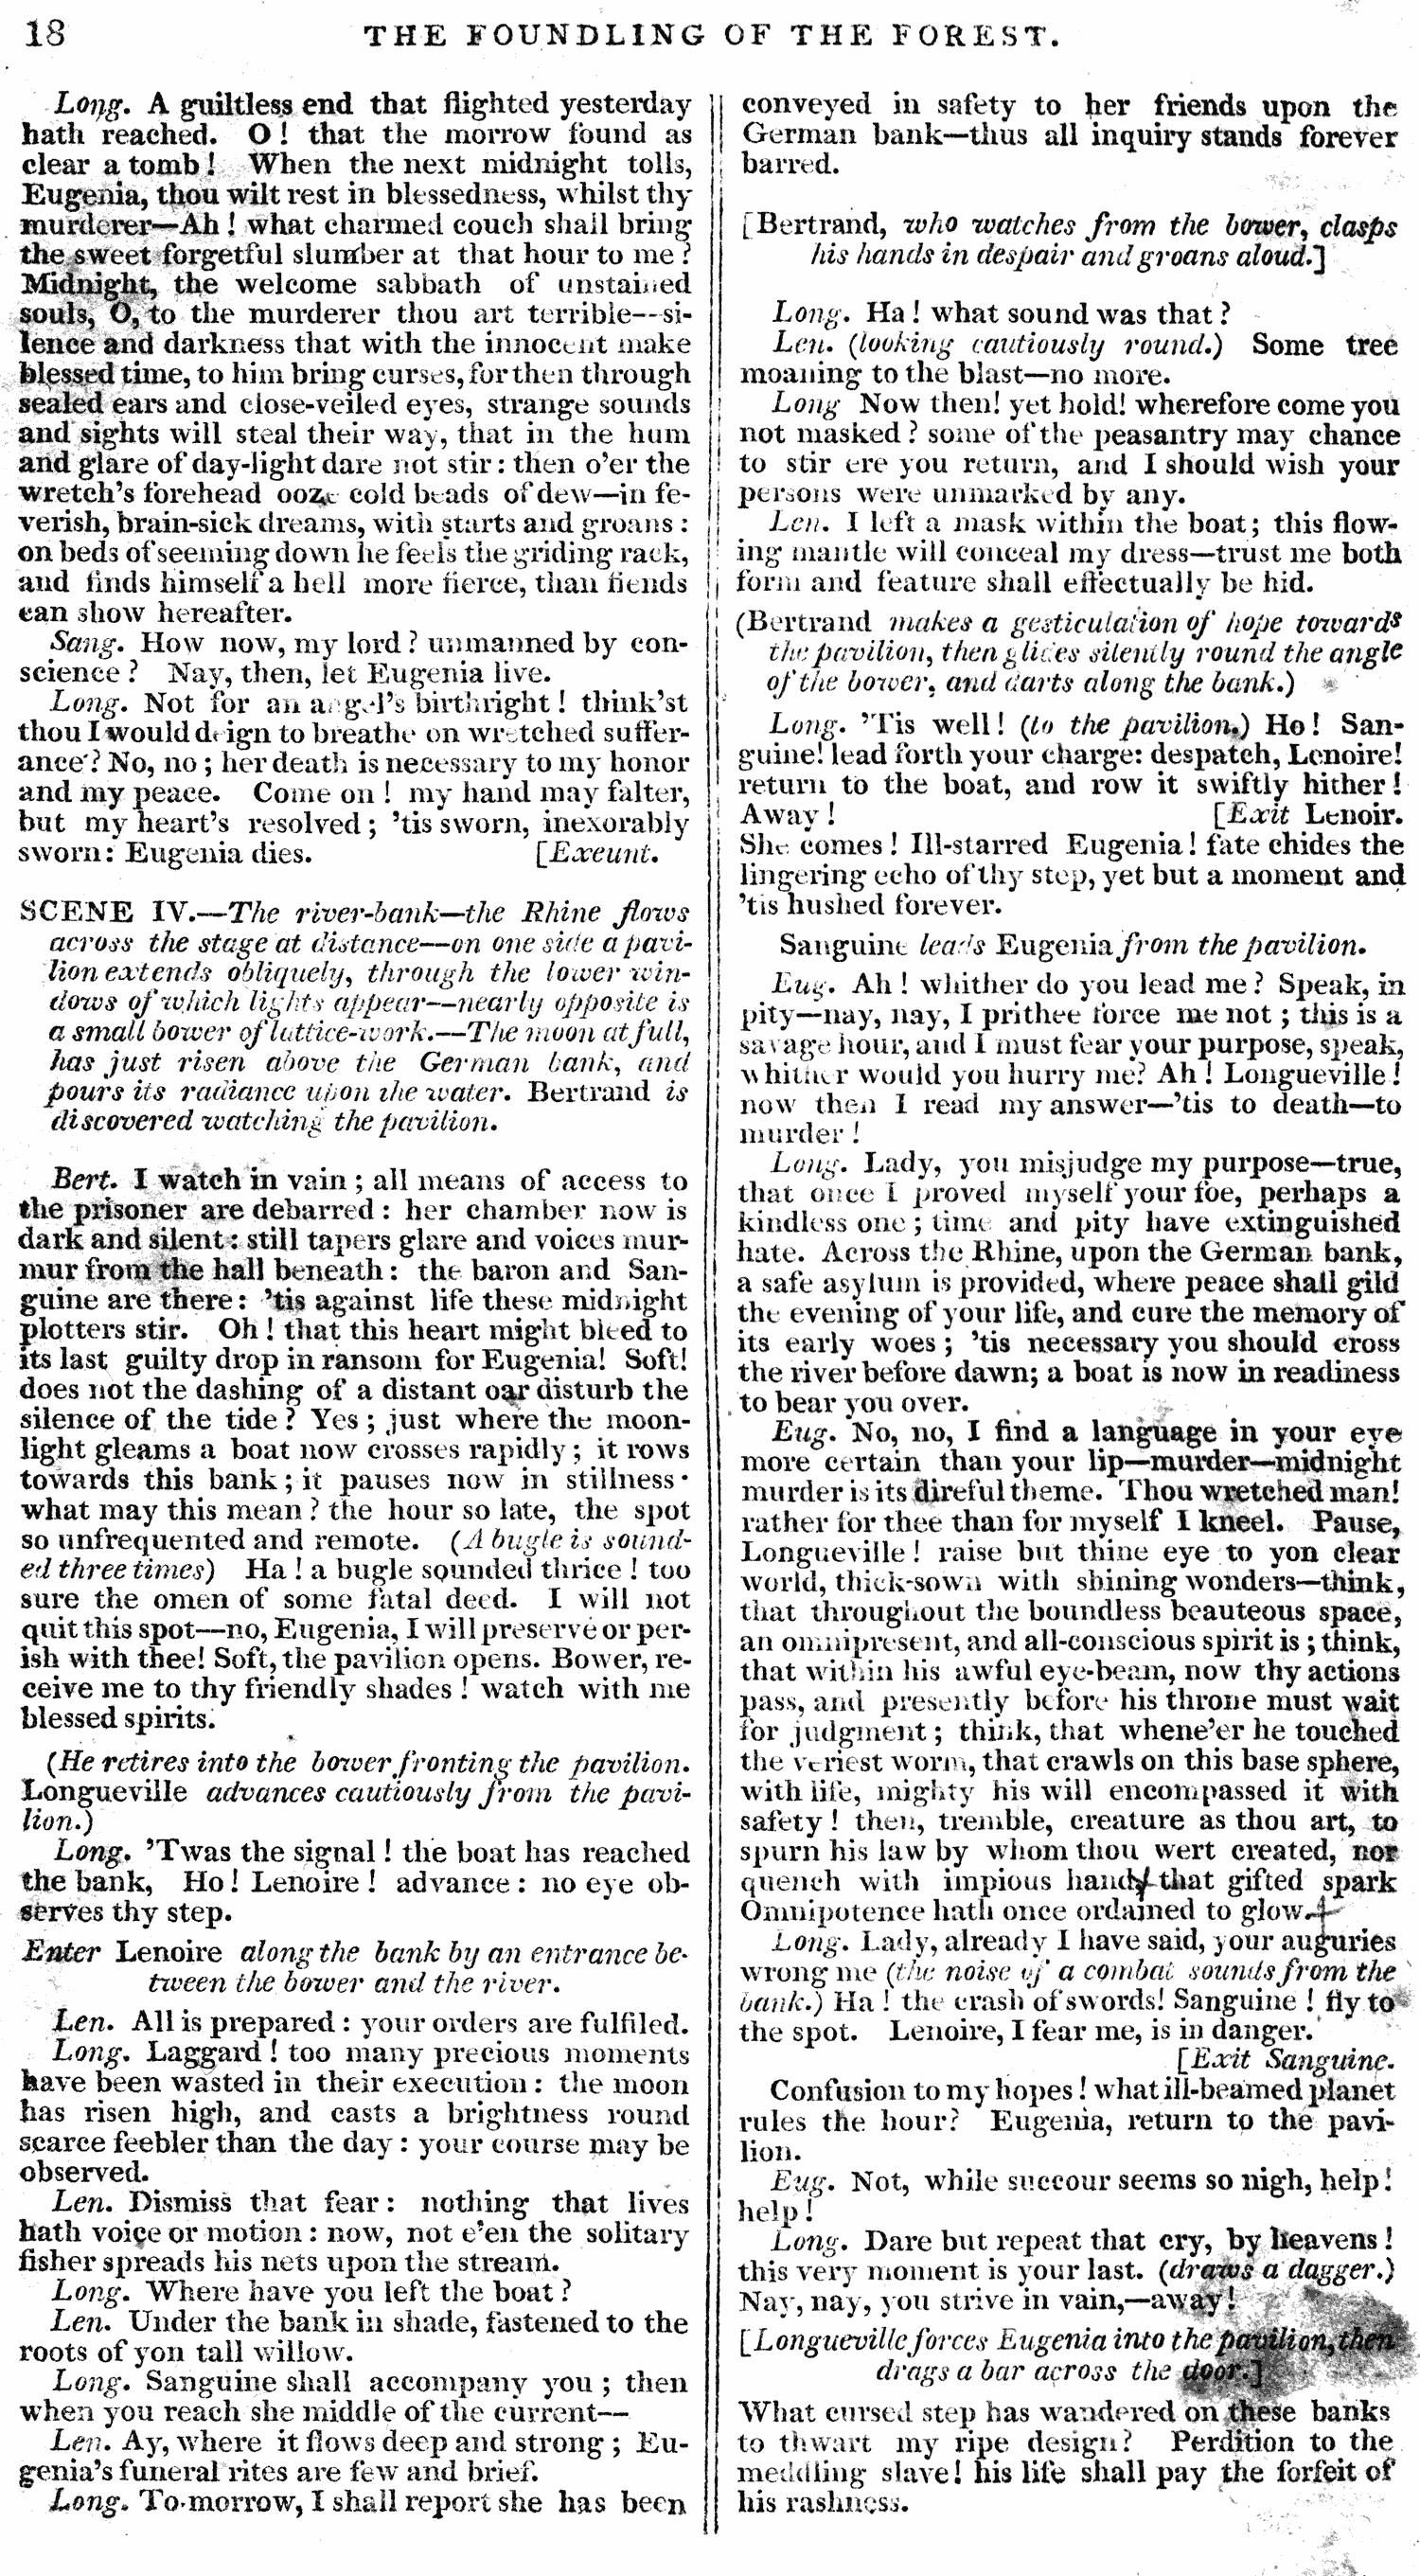 18
THE FOUNDLING OF THE FOREST.
Long. A guiltless end that flighted yesterday
hath reached. O! that the morrow found as
clear a tomb! When the next midnight tolls,
Eugenia, thou wilt rest in blessedness, whilst thy
murderer—Ah! what charmed couch shall bring
the sweet forgetful slumber at that hour to me?
Midnight, the welcome sabbath of unstained
souls, O, to the murderer thou art terrible--si-
lence and darkness that with the innocent make
blessed time, to him bring curses, for then through
sealed ears and close-veiled eyes, strange sounds
and sights will steal their way, that in the hum
and glare of day-light dare not stir: then o'er the
wretch's forehead ooze cold beads of dew—in fe-
verish, brain-sick dreams, with starts and groans:
on beds of seeming down he feels the griding rack,
and finds himself a hell more fierce, than fiends
can show hereafter.
Sang. How now, my lord? unmanned by con-
science? Nay, then, let Eugenia live.
Long. Not for an angel's birthright! think'st
thou I would deign to breathe on wretched suffer-
ance? No, no; her death is necessary to my honor
and my peace. Come on! my hand may falter,
but my heart's resolved; 'tis sworn, inexorably
sworn: Eugenia dies. [Exeunt.
SCENE IV.—The river-bank—the Rhine flows
across the stage at distance—on one side a pavi-
lion extends obliquely, through the lower win-
dows of which lights appear--nearly opposite is
a small bower of lattice-work.—The moon at full,
has just risen above the German bank, and
pours its radiance upon the water. Bertrand is
discovered watching the pavilion.
Bert. I watch in vain; all means of access to
the prisoner are debarred: her chamber now is
dark and silent: still tapers glare and voices mur-
mur from the hall beneath: the baron and San-
guine are there: 'tis against life these midnight
plotters stir. Oh! that this heart might bleed to
its last guilty drop in ransom for Eugenia! Soft!
does not the dashing of a distant oar disturb the
silence of the tide? Yes; just where the moon-
light gleams a boat now crosses rapidly; it rows
towards this bank; it pauses now in stillness·
what may this mean? the hour so late, the spot
so unfrequented and remote. (A bugle is sound-
ed three times) Ha! a bugle sounded thrice! too
sure the omen of some fatal deed. I will not
quit this spot—no, Eugenia, I will preserve or per-
ish with thee! Soft, the pavilion opens. Bower, re-
ceive me to thy friendly shades! watch with me
blessed spirits.
(He retires into the bower fronting the pavilion.
Longueville advances cautiously from the pavi-
lion.)
Long. 'Twas the signal! the boat has reached
the bank, Ho! Lenoire! advance: no eye ob-
serves thy step.
Enter Lenoire along the bank by an entrance be-
tween the bower and the river.
Len. All is prepared: your orders are fulfiled.
Long. Laggard! too many precious moments
have been wasted in their execution: the moon
has risen high, and casts a brightness round
scarce feebler than the day: your course may be
observed.
Len. Dismiss that fear: nothing that lives
hath voice or motion: now, not e'en the solitary
fisher spreads his nets upon the stream.
Long. Where have you left the boat?
Len. Under the bank in shade, fastened to the
roots of yon tall willow.
Long. Sanguine shall accompany you; then
when you reach she middle of the current—
Len. Ay, where it flows deep and strong; Eu-
genia's funeral rites are few and brief.
Long. To-morrow, I shall report she has been
conveyed in safety to her friends upon the
German bank—thus all inquiry stands forever
barred.
[Bertrand, who watches from the bower, clasps
his hands in despair and groans aloud.]
Long. Ha! what sound was that?
Len. (looking cautiously round.) Some tree
moaning to the blast—no more.
Long Now then! yet hold! wherefore come you
not masked? some of the peasantry may chance
to stir ere you return, and I should wish your
persons were unmarked by any.
Len. I left a mask within the boat; this flow-
ing mantle will conceal my dress—trust me both
form and feature shall effectually be hid.
(Bertrand makes a gesticulation of hope towards
the pavilion, then glides silently round the angle
of the bower, and darts along the bank.)
Long. 'Tis well! (to the pavilion.) Ho! San-
guine! lead forth your charge: despatch, Lenoire!
return to the boat, and row it swiftly hither!
Away! [Exit Lenoir.
She comes! Ill-starred Eugenia! fate chides the
lingering echo of thy step, yet but a moment and
'tis hushed forever.
Sanguine leads Eugenia from the pavilion.
Eug. Ah! whither do you lead me? Speak, in
pity—nay, nay, I prithee force me not; this is a
savage hour, and I must fear your purpose, speak,
whither would you hurry me? Ah! Longueville!
now then I read my answer—'tis to death—to
murder!
Long. Lady, you misjudge my purpose—true,
that once I proved myself your foe, perhaps a
kindless one; time and pity have extinguished
hate. Across the Rhine, upon the German bank,
a safe asylum is provided, where peace shall gild
the evening of your life, and cure the memory of
its early woes; 'tis necessary you should cross
the river before dawn; a boat is now in readiness
to bear you over.
Eug. No, no, I find a language in your eye
more certain than your lip—murder—midnight
murder is its direful theme. Thou wretched man!
rather for thee than for myself I kneel. Pause,
Longueville! raise but thine eye to yon clear
world, thick-sown with shining wonders—think,
that throughout the boundless beauteous space,
an omnipresent, and all-conscious spirit is; think,
that within his awful eye-beam, now thy actions
pass, and presently before his throne must wait
for judgment; think, that whene'er he touched
the veriest worm, that crawls on this base sphere,
with life, mighty his will encompassed it with
safety! then, tremble, creature as thou art, to
spurn his law by whom thou wert created, nor
quench with impious hand that gifted spark
Omnipotence hath once ordained to glow.
Long. Lady, already I have said, your auguries
wrong me (the noise of a combat sounds from the
bank.) Ha! the crash of swords! Sanguine! fly to
the spot. Lenoire, I fear me, is in danger.
[Exit Sanguine.
Confusion to my hopes! what ill-beamed planet
rules the hour? Eugenia, return to the pavi-
lion.
Eug. Not, while succour seems so nigh, help!
help!
Long. Dare but repeat that cry, by heavens!
this very moment is your last. (draws a dagger.)
Nay, nay, you strive in vain,—away!
[Longueville forces Eugenia into the pavilion, then
drags a bar across the door.]
What cursed step has wandered on these banks
to thwart my ripe design? Perdition to the
meddling slave! his life shall pay the forfeit of
his rashness.